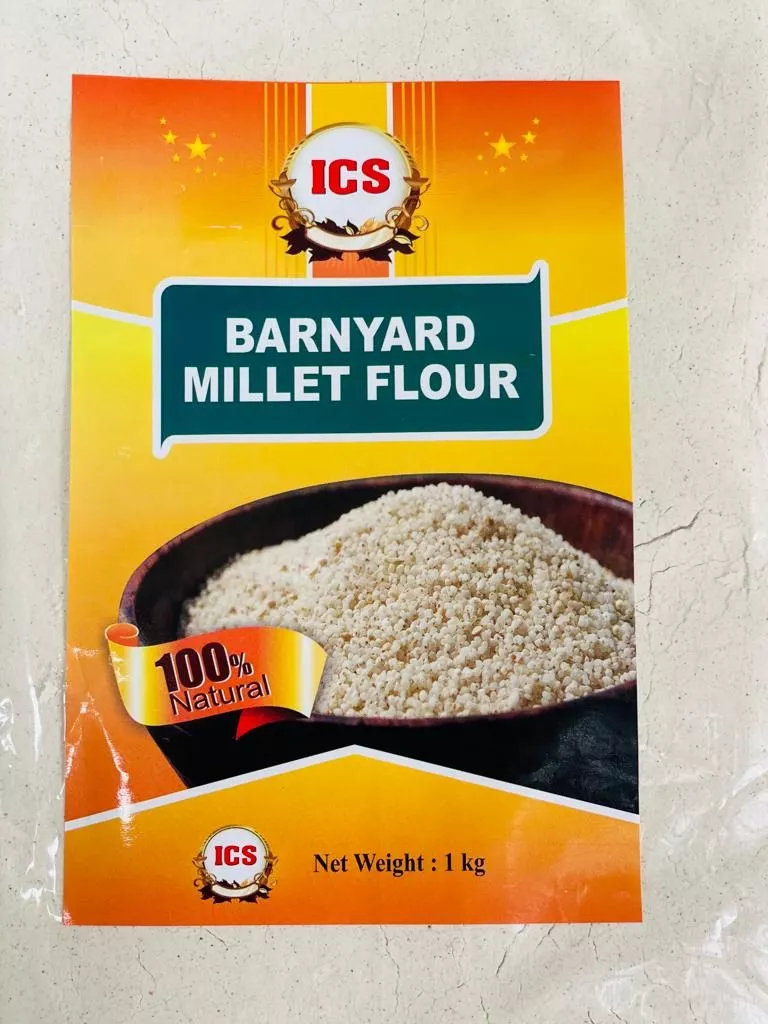 ICS
BARNYARD
MILLET FLOUR
100%
Natural
ICS
Net Weight : 1 kg